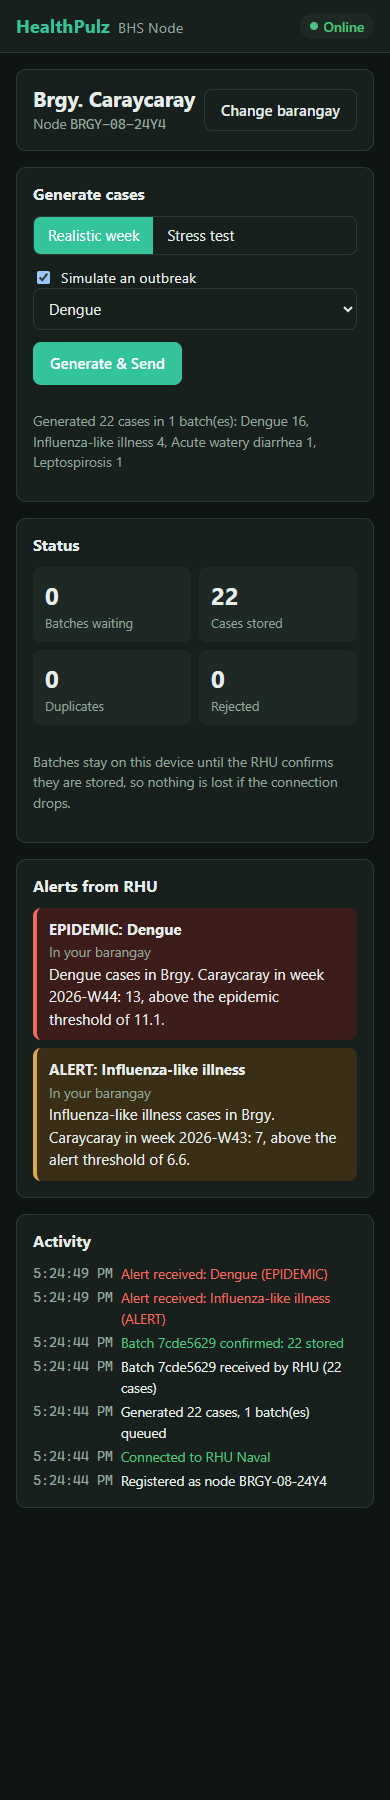 HealthPulz BHS Node
Online
Brgy. Caraycaray
Node BRGY-08-24Y4
Change barangay
Generate cases
Realistic week
Stress test
Simulate an outbreak
Dengue
Generate & Send
Generated 22 cases in 1 batch(es): Dengue 16,
Influenza-like illness 4, Acute watery diarrhea 1,
Leptospirosis 1
Status
0
Batches waiting
22
Cases stored
0
Duplicates
0
Rejected
Batches stay on this device until the RHU confirms
they are stored, so nothing is lost if the connection
drops.
Alerts from RHU
EPIDEMIC: Dengue
In your barangay
Dengue cases in Brgy. Caraycaray in week
2026-W44: 13, above the epidemic
threshold of 11.1.
ALERT: Influenza-like illness
In your barangay
Influenza-like illness cases in Brgy.
Caraycaray in week 2026-W43: 7, above the
alert threshold of 6.6.
Activity
5:24:49 PM Alert received: Dengue (EPIDEMIC)
5:24:49 PM Alert received: Influenza-like illness
(ALERT)
5:24:44 PM Batch 7cde5629 confirmed: 22 stored
5:24:44 PM Batch 7cde5629 received by RHU (22
cases)
5:24:44 PM Generated 22 cases, 1 batch(es)
queued
5:24:44 PM Connected to RHU Naval
5:24:44 PM Registered as node BRGY-08-24Y4